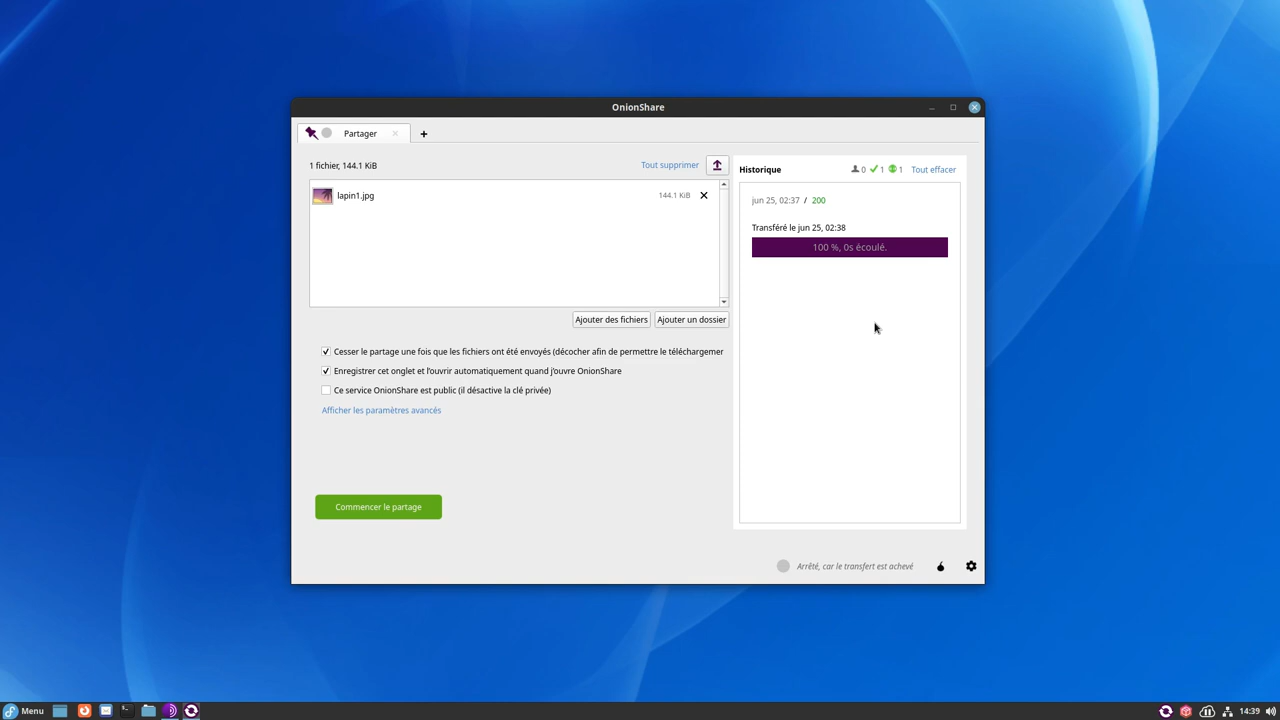 OnionShare
Partager
+
1 fichier, 144.1 KiB
Tout supprimer
lapin1.jpg
144.1 KiB
Ajouter des fichiers
Ajouter un dossier
Cesser le partage une fois que les fichiers ont été envoyés (décocher afin de permettre le téléchargemer
Enregistrer cet onglet et l'ouvrir automatiquement quand j'ouvre OnionShare
Ce service OnionShare est public (il désactive la clé privée)
Afficher les paramètres avancés
Commencer le partage
Historique
0
1
1
Tout effacer
jun 25, 02:37 / 200
Transféré le jun 25, 02:38
100 %, 0s écoulé.
Arrêté, car le transfert est achevé
Menu
14:39